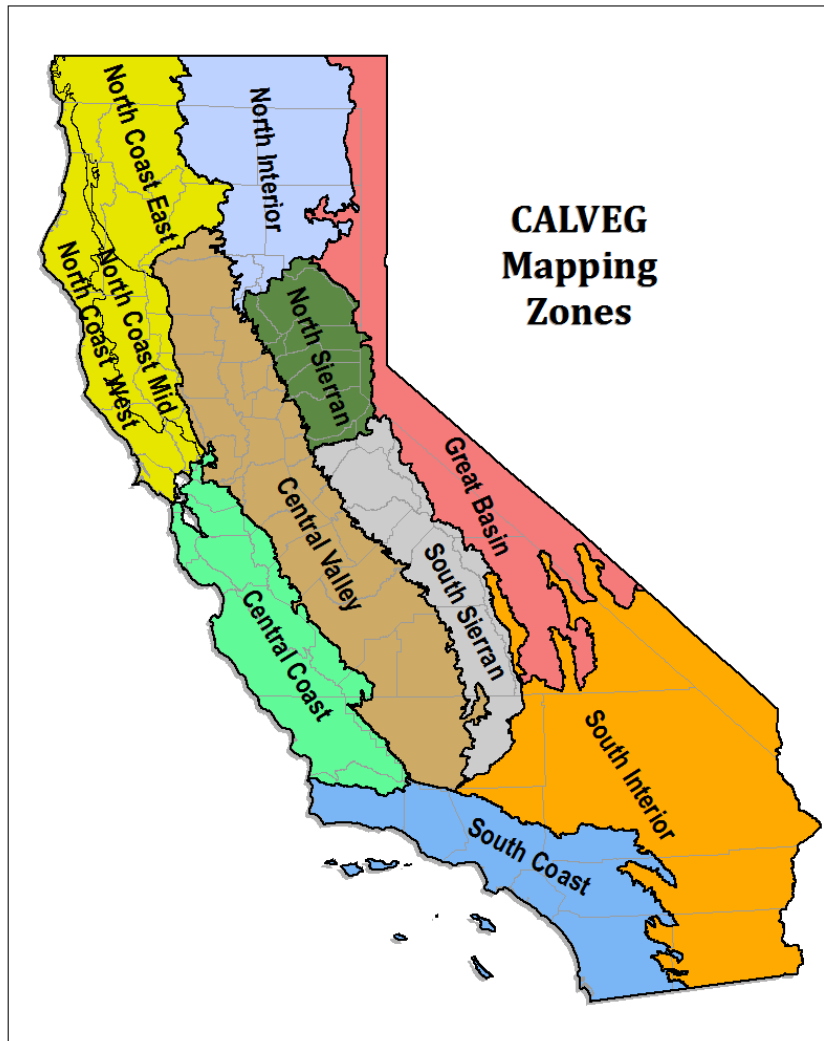 CALVEG
Mapping
Zones
North Coast East
North Interior
North Coast Mid
North Coast West
North Sierran
Great Basin
Central Valley
South Sierran
Central Coast
South Interior
South Coast